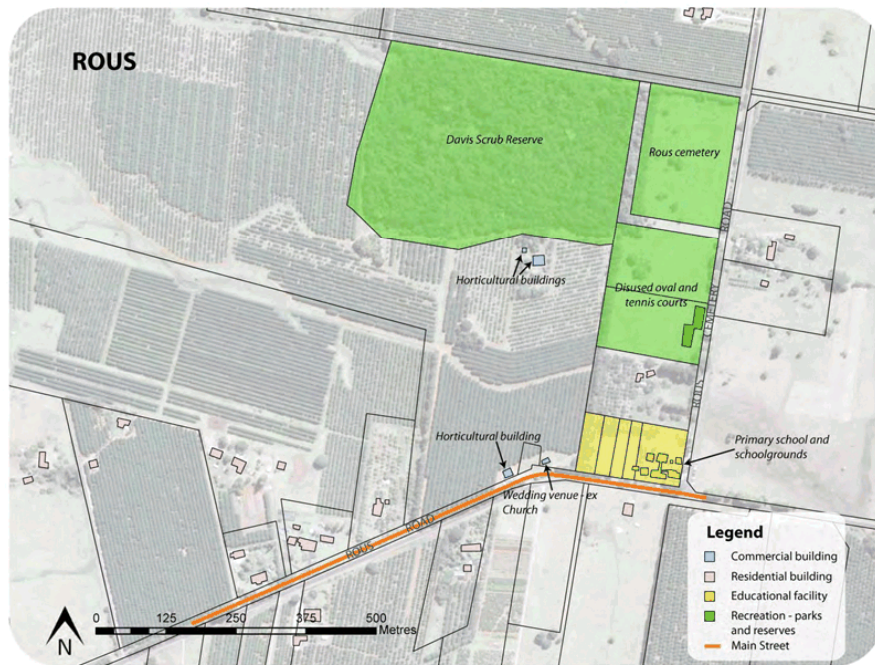 ROUS
Davis Scrub Reserve
Rous cemetery
Horticultural buildings
Disused oval and
tennis courts
ROUS CEMETERY ROAD
Horticultural building
Primary school and
schoolgrounds
Wedding venue - ex
Church
ROUS ROAD
Legend
Commercial building
Residential building
Educational facility
Recreation - parks
and reserves
Main Street
N
0 125 250 375 500
Metres